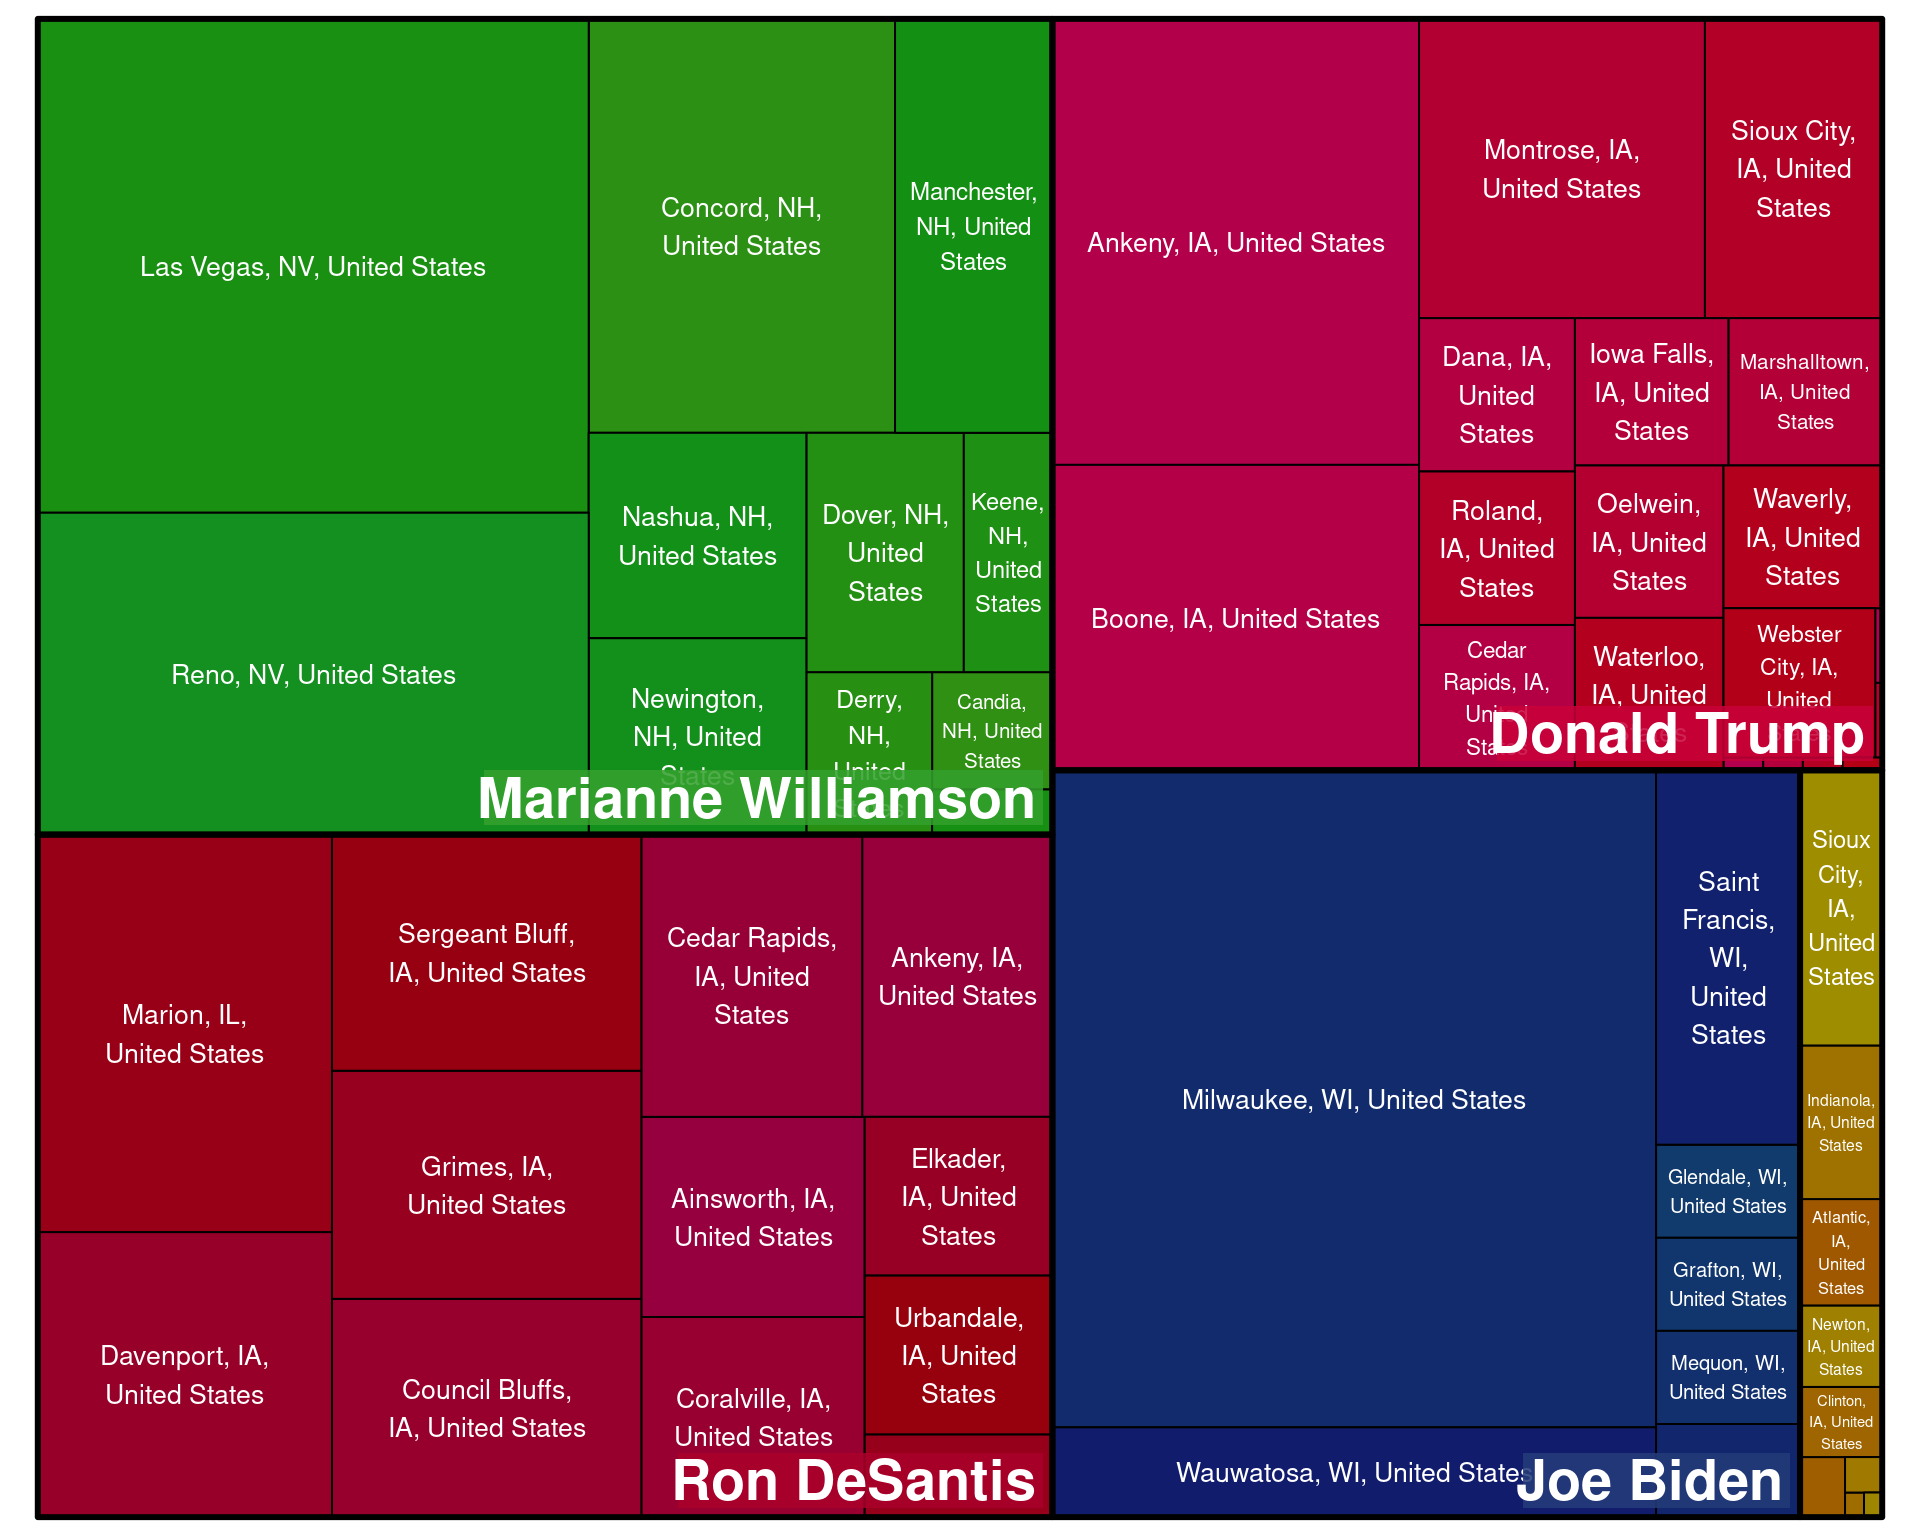 Las Vegas, NV, United States
Reno, NV, United States
Concord, NH,
United States
Manchester,
NH, United
States
Nashua, NH,
United States
Dover, NH,
United
States
Keene,
NH,
United
States
Newington,
NH, United
States
Derry,
NH,
United
States
Candia,
NH, United
States
Marianne Williamson
Ankeny, IA, United States
Boone, IA, United States
Montrose, IA,
United States
Sioux City,
IA, United
States
Dana, IA,
United
States
Iowa Falls,
IA, United
States
Marshalltown,
IA, United
States
Roland,
IA, United
States
Oelwein,
IA, United
States
Waverly,
IA, United
States
Cedar
Rapids, IA,
United
States
Waterloo,
IA, United
States
Webster
City, IA,
United
States
Donald Trump
Marion, IL,
United States
Davenport, IA,
United States
Sergeant Bluff,
IA, United States
Grimes, IA,
United States
Council Bluffs,
IA, United States
Cedar Rapids,
IA, United
States
Ankeny, IA,
United States
Ainsworth, IA,
United States
Elkader,
IA, United
States
Urbandale,
IA, United
States
Coralville, IA,
United States
Ron DeSantis
Milwaukee, WI, United States
Wauwatosa, WI, United States
Saint
Francis,
WI,
United
States
Glendale, WI,
United States
Grafton, WI,
United States
Mequon, WI,
United States
Joe Biden
Sioux
City,
IA,
United
States
Indianola,
IA, United
States
Atlantic,
IA,
United
States
Newton,
IA, United
States
Clinton,
IA, United
States